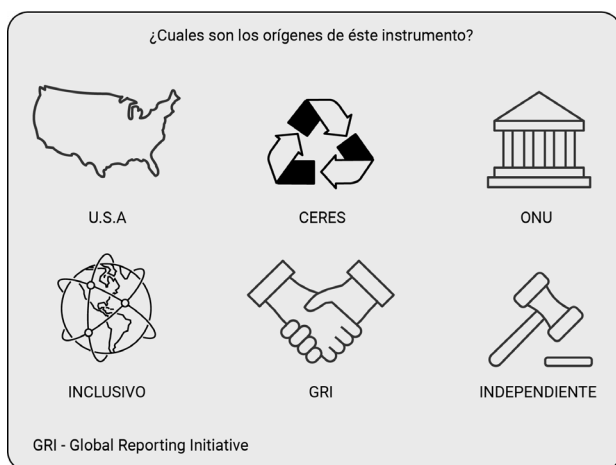 ¿Cuales son los orígenes de éste instrumento?
U.S.A
CERES
ONU
INCLUSIVO
GRI
INDEPENDIENTE
GRI - Global Reporting Initiative